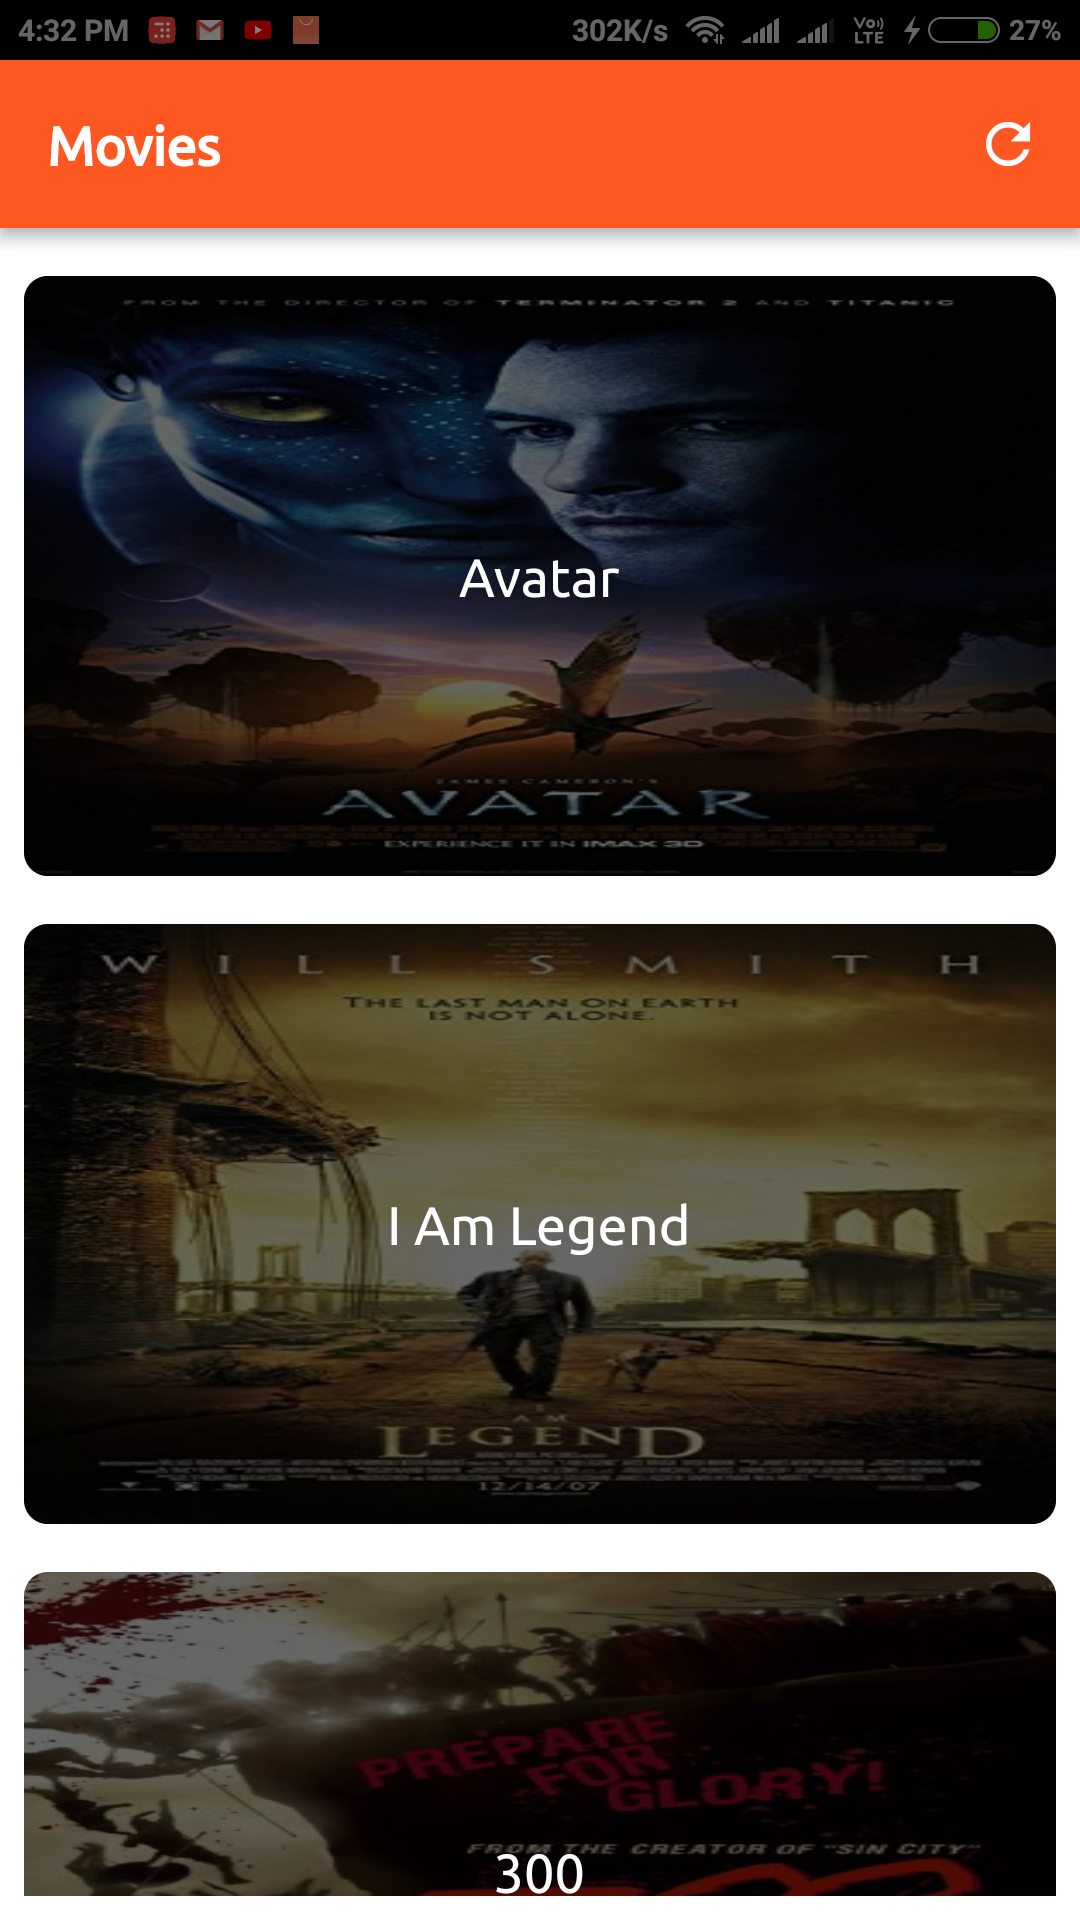 4:32 PM 302K/s Vo)) LTE 27%
Movies
FROM THE DIRECTOR OF TERMINATOR 2 AND TITANIC
Avatar
JAMES CAMERON'S
AVATAR
EXPERIENCE IT IN IMAX 3D
WILL SMITH
THE LAST MAN ON EARTH
IS NOT ALONE.
I Am Legend
I
AM
LEGEND
12/14/07
PREPARE
FOR
GLORY!
FROM THE CREATOR OF "SIN CITY"
300